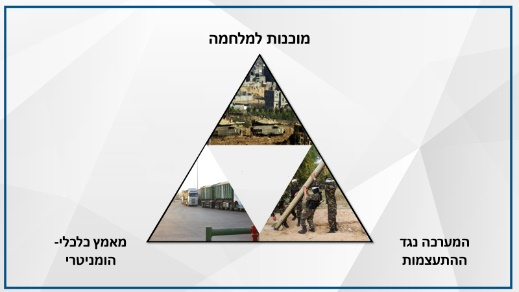 מוכנות למלחמה
המערכה נגד
ההתעצמות
מאמץ כלכלי-
הומניטרי